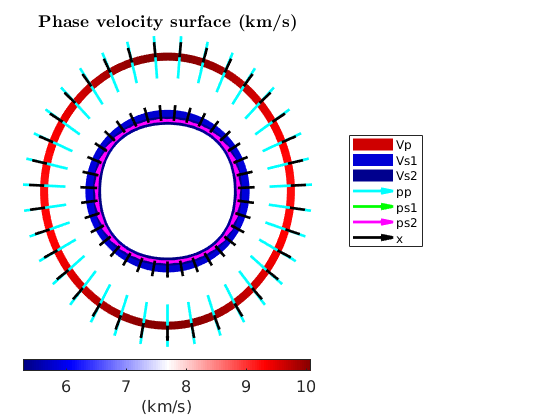 Phase velocity surface (km/s)
Vp
Vs1
Vs2
pp
ps1
ps2
x
6 7 8 9 10
(km/s)